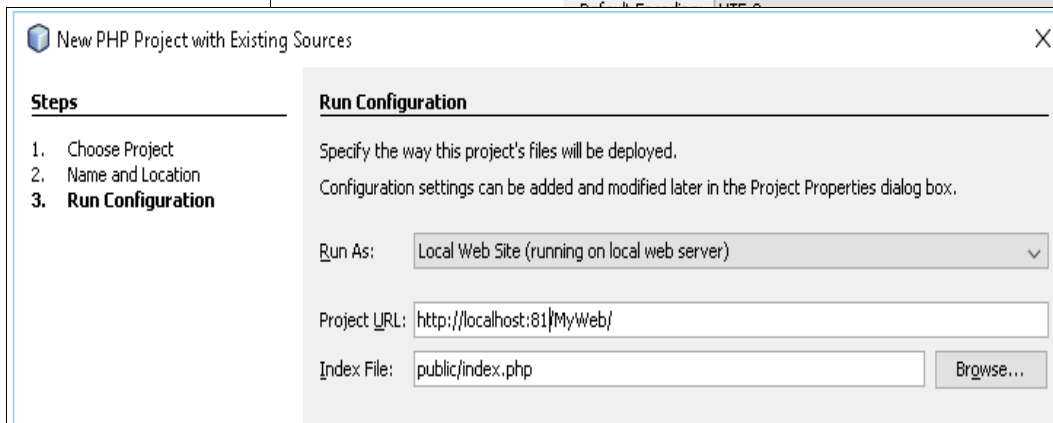 New PHP Project with Existing Sources
Steps
1. Choose Project
2. Name and Location
3. Run Configuration
Run Configuration
Specify the way this project's files will be deployed.
Configuration settings can be added and modified later in the Project Properties dialog box.
Run As: Local Web Site (running on local web server)
Project URL: http://localhost:81/MyWeb/
Index File: public/index.php Browse...